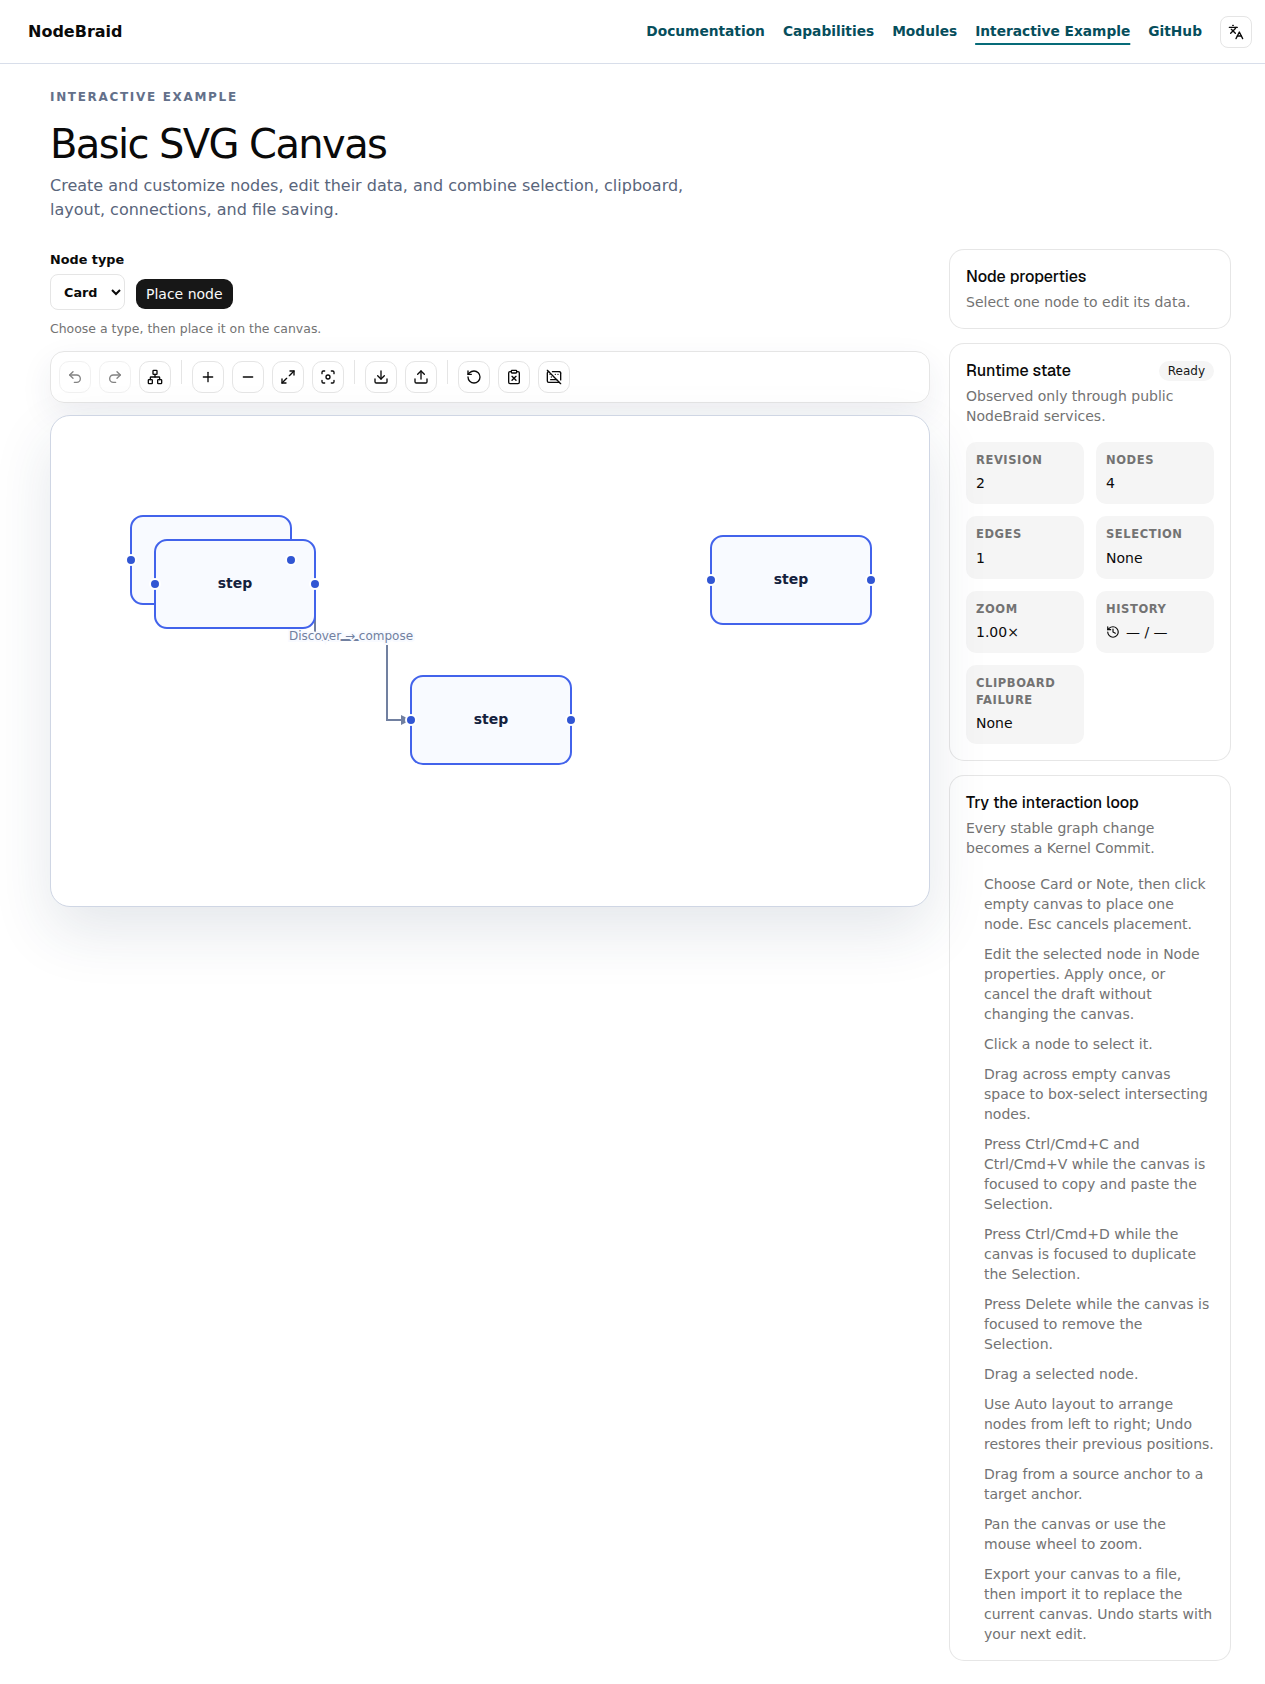 NodeBraid
Documentation Capabilities Modules Interactive Example GitHub
INTERACTIVE EXAMPLE
Basic SVG Canvas
Create and customize nodes, edit their data, and combine selection, clipboard,
layout, connections, and file saving.
Node type
Card
Place node
Choose a type, then place it on the canvas.
step
step
Discover → compose
step
Node properties
Select one node to edit its data.
Runtime state
Ready
Observed only through public
NodeBraid services.
REVISION
2
NODES
4
EDGES
1
SELECTION
None
ZOOM
1.00×
HISTORY
— / —
CLIPBOARD
FAILURE
None
Try the interaction loop
Every stable graph change
becomes a Kernel Commit.
Choose Card or Note, then click
empty canvas to place one
node. Esc cancels placement.
Edit the selected node in Node
properties. Apply once, or
cancel the draft without
changing the canvas.
Click a node to select it.
Drag across empty canvas
space to box-select intersecting
nodes.
Press Ctrl/Cmd+C and
Ctrl/Cmd+V while the canvas is
focused to copy and paste the
Selection.
Press Ctrl/Cmd+D while the
canvas is focused to duplicate
the Selection.
Press Delete while the canvas is
focused to remove the
Selection.
Drag a selected node.
Use Auto layout to arrange
nodes from left to right; Undo
restores their previous positions.
Drag from a source anchor to a
target anchor.
Pan the canvas or use the
mouse wheel to zoom.
Export your canvas to a file,
then import it to replace the
current canvas. Undo starts with
your next edit.